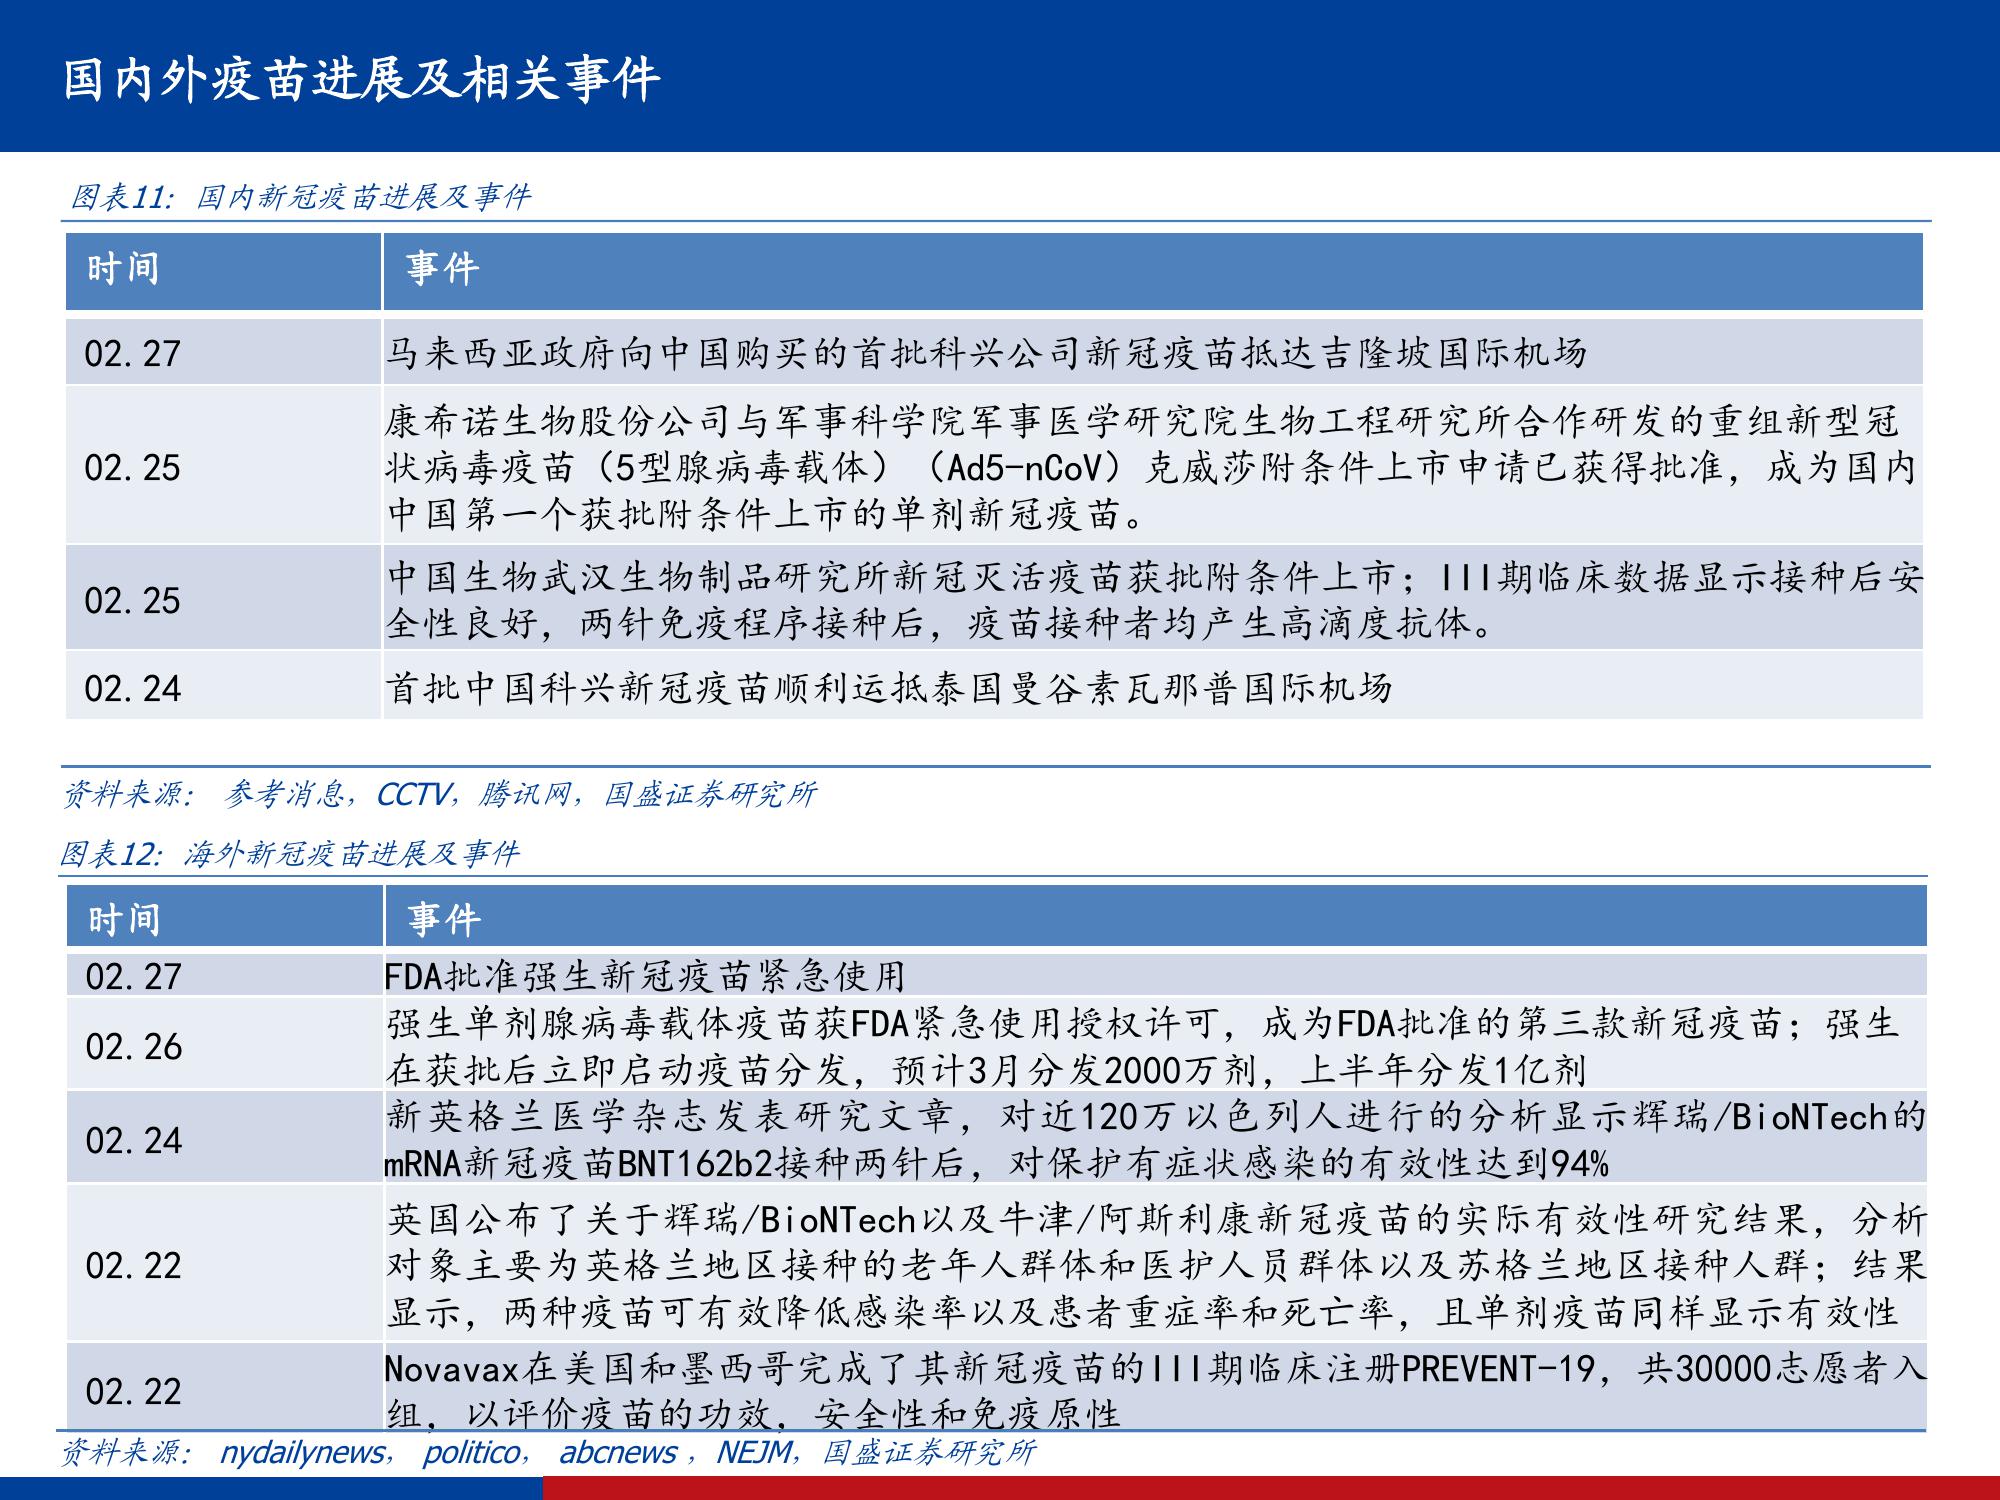 国内外疫苗进展及相关事件
图表11：国内新冠疫苗进展及事件
时间 事件
02.27 马来西亚政府向中国购买的首批科兴公司新冠疫苗抵达吉隆坡国际机场
康希诺生物股份公司与军事科学院军事医学研究院生物工程研究所合作研发的重组新型冠
02.25 状病毒疫苗（5型腺病毒载体）（Ad5-nCoV）克威莎附条件上市申请已获得批准，成为国内
中国第一个获批附条件上市的单剂新冠疫苗。
02.25 中国生物武汉生物制品研究所新冠灭活疫苗获批附条件上市；III期临床数据显示接种后安
全性良好，两针免疫程序接种后，疫苗接种者均产生高滴度抗体。
02.24 首批中国科兴新冠疫苗顺利运抵泰国曼谷素瓦那普国际机场
资料来源：参考消息，CCTV，腾讯网，国盛证券研究所
图表12：海外新冠疫苗进展及事件
时间 事件
02.27 FDA批准强生新冠疫苗紧急使用
02.26 强生单剂腺病毒载体疫苗获FDA紧急使用授权许可，成为FDA批准的第三款新冠疫苗；强生
在获批后立即启动疫苗分发，预计3月分发2000万剂，上半年分发1亿剂
02.24 新英格兰医学杂志发表研究文章，对近120万以色列人进行的分析显示辉瑞/BioNTech的
mRNA新冠疫苗BNT162b2接种两针后，对保护有症状感染的有效性达到94%
英国公布了关于辉瑞/BioNTech以及牛津/阿斯利康新冠疫苗的实际有效性研究结果，分析
02.22 对象主要为英格兰地区接种的老年人群体和医护人员群体以及苏格兰地区接种人群；结果
显示，两种疫苗可有效降低感染率以及患者重症率和死亡率，且单剂疫苗同样显示有效性
02.22 Novavax在美国和墨西哥完成了其新冠疫苗的III期临床注册PREVENT-19，共30000志愿者入
组，以评价疫苗的功效，安全性和免疫原性
资料来源：nydailynews，politico，abcnews，NEJM，国盛证券研究所